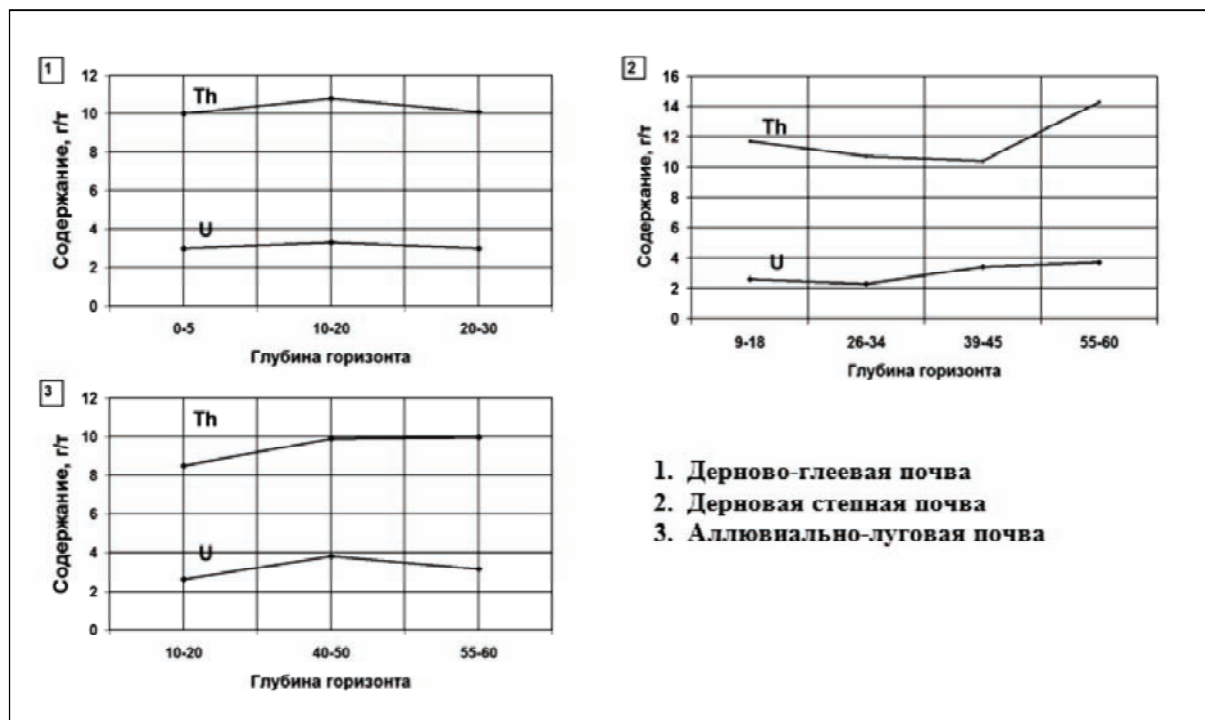 1
12
10
8
6
4
2
0
Содержание, г/т
Th
U
0-5 10-20 20-30
Глубина горизонта
2
16
14
12
10
8
6
4
2
0
Содержание, г/т
Th
U
9-18 26-34 39-45 55-60
Глубина горизонта
3
12
10
8
6
4
2
0
Содержание, г/т
Th
U
10-20 40-50 55-60
Глубина горизонта
1. Дерново-глеевая почва
2. Дерновая степная почва
3. Аллювиально-луговая почва